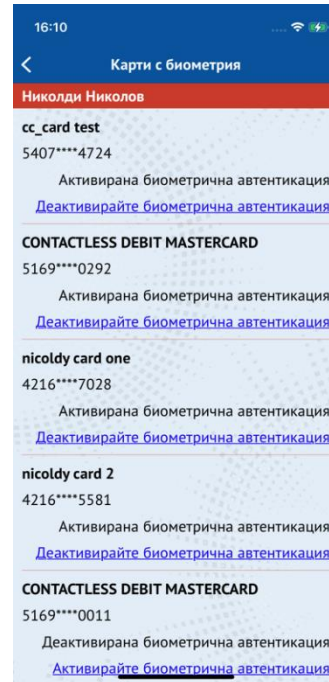 16:10
Карти с биометрия
Николди Николов
cc_card test
5407****4724
Активирана биометрична автентикация
Деактивирайте биометрична автентикация
CONTACTLESS DEBIT MASTERCARD
5169****0292
Активирана биометрична автентикация
Деактивирайте биометрична автентикация
nicoldy card one
4216****7028
Активирана биометрична автентикация
Деактивирайте биометрична автентикация
nicoldy card 2
4216****5581
Активирана биометрична автентикация
Деактивирайте биометрична автентикация
CONTACTLESS DEBIT MASTERCARD
5169****0011
Деактивирана биометрична автентикация
Активирайте биометрична автентикация